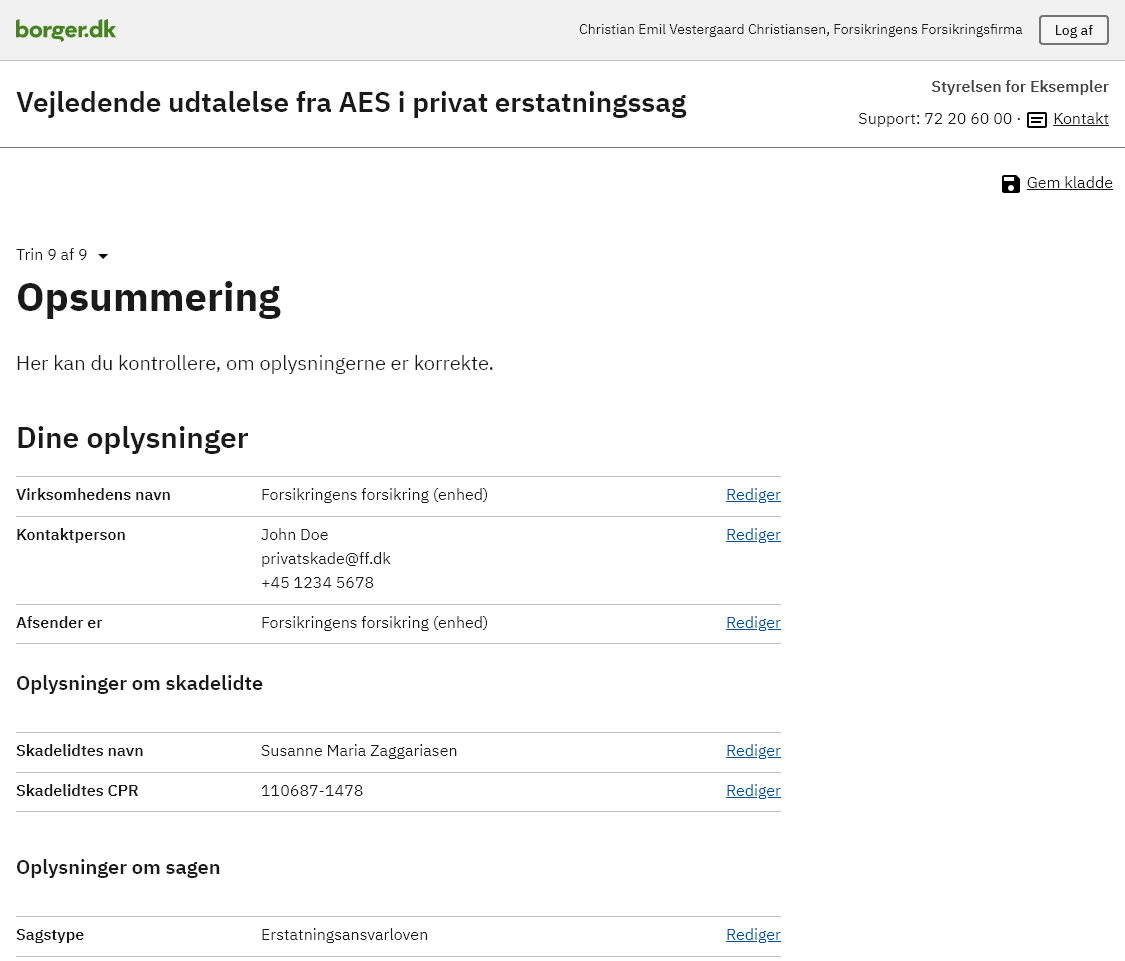 borger.dk
Christian Emil Vestergaard Christiansen, Forsikringens Forsikringsfirma
Log af
Vejledende udtalelse fra AES i privat erstatningssag
Styrelsen for Eksempler
Support: 72 20 60 00 · Kontakt
Gem kladde
Trin 9 af 9
Opsummering
Her kan du kontrollere, om oplysningerne er korrekte.
Dine oplysninger
Virksomhedens navn Forsikringens forsikring (enhed) Rediger
Kontaktperson John Doe Rediger
privatskade@ff.dk
+45 1234 5678
Afsender er Forsikringens forsikring (enhed) Rediger
Oplysninger om skadelidte
Skadelidtes navn Susanne Maria Zaggariasen Rediger
Skadelidtes CPR 110687-1478 Rediger
Oplysninger om sagen
Sagstype Erstatningsansvarloven Rediger